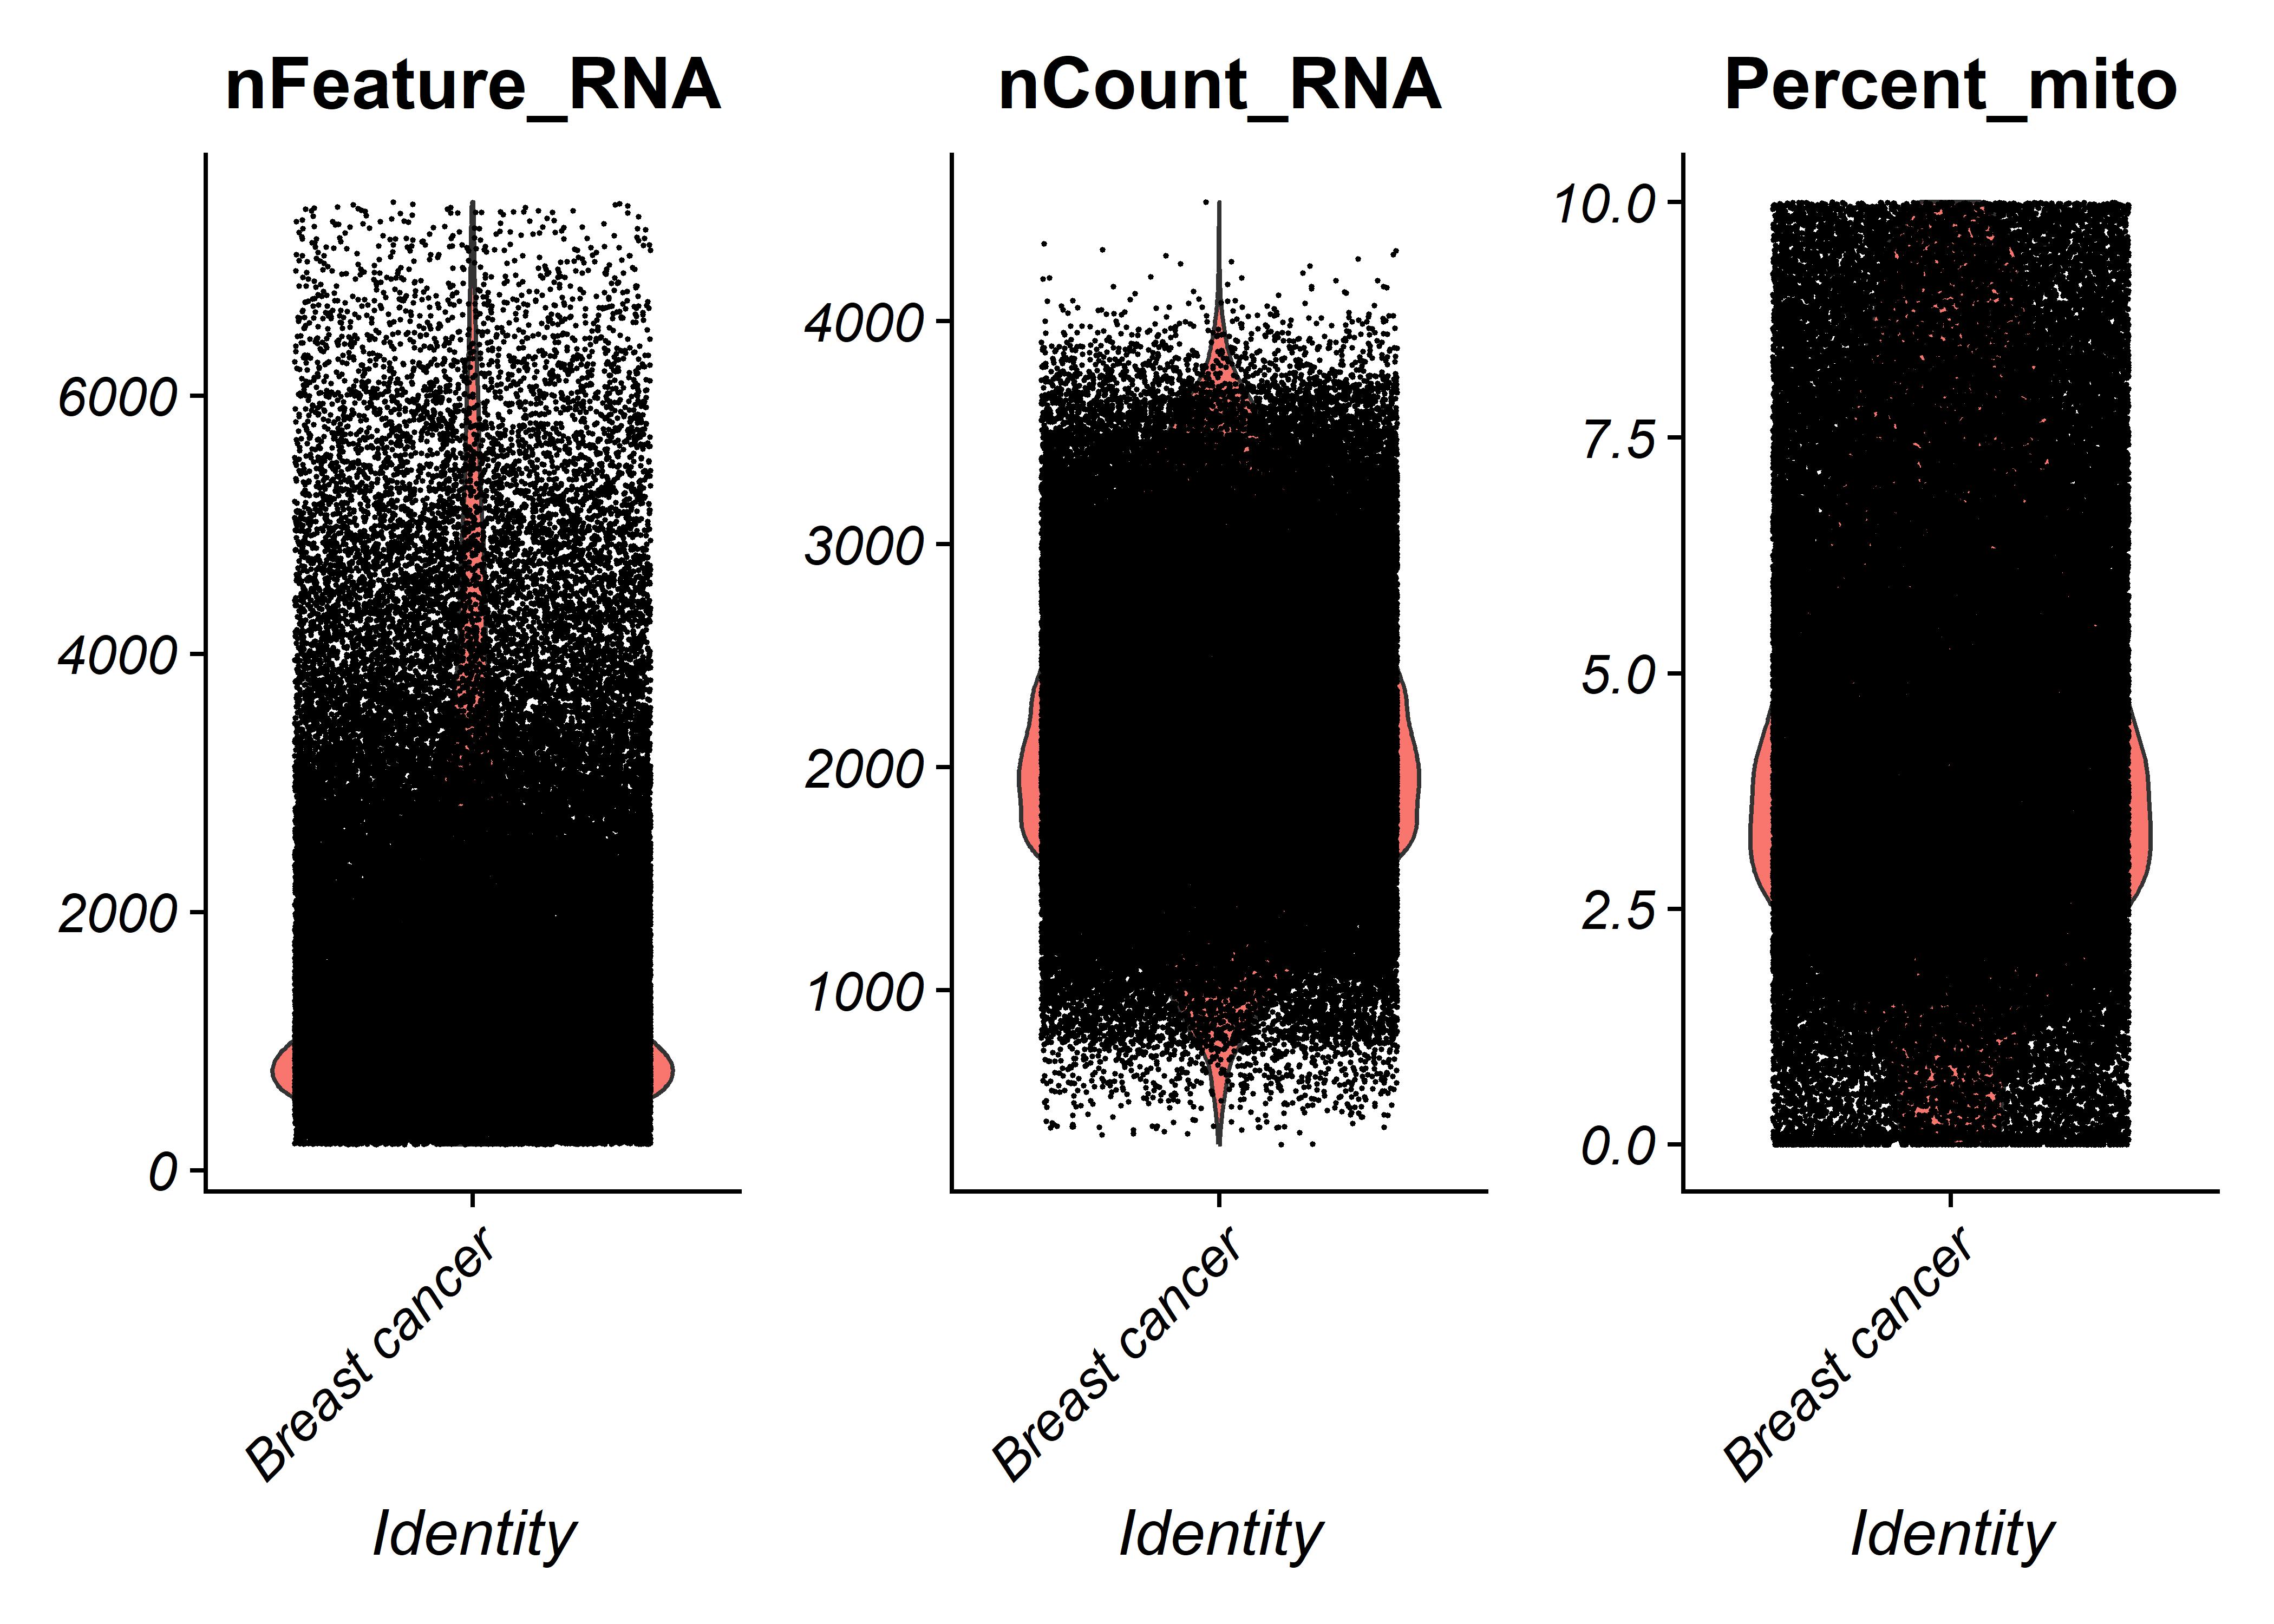 nFeature_RNA
6000
4000
2000
0
Breast cancer
Identity
nCount_RNA
4000
3000
2000
1000
Breast cancer
Identity
Percent_mito
10.0
7.5
5.0
2.5
0.0
Breast cancer
Identity